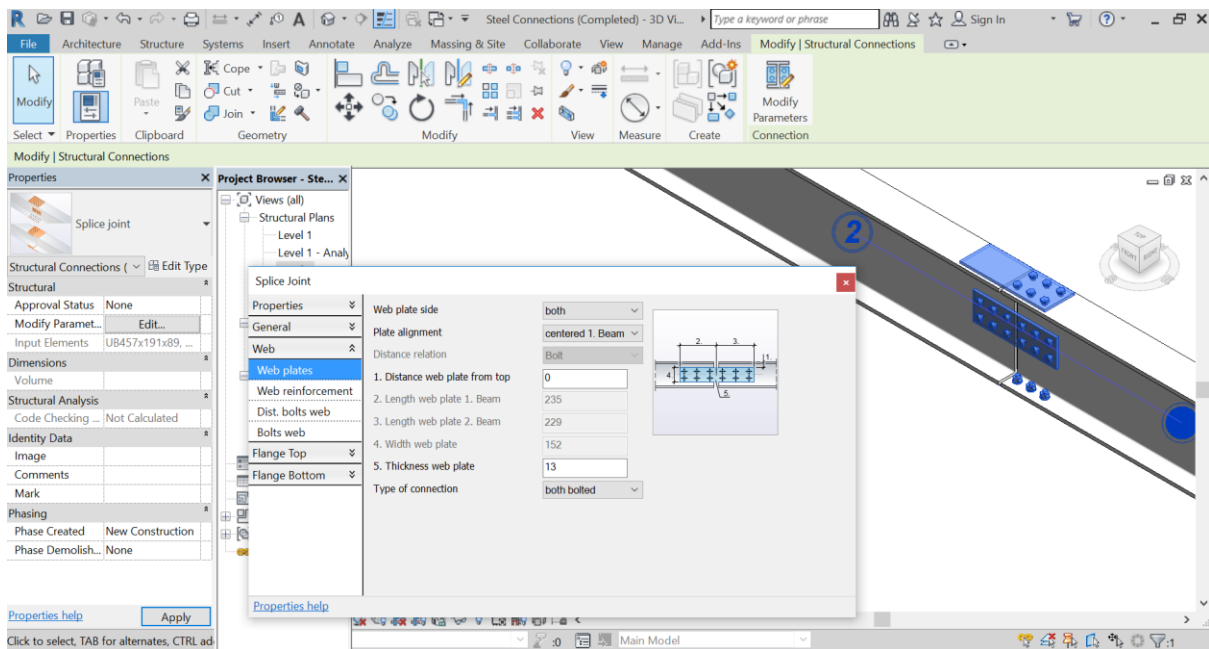 Steel Connections (Completed) - 3D Vi...
Type a keyword or phrase
Sign In
File Architecture Structure Systems Insert Annotate Analyze Massing & Site Collaborate View Manage Add-Ins Modify | Structural Connections
Modify
Paste
Cope
Cut
Join
Modify
Parameters
Select Properties Clipboard Geometry Modify View Measure Create Connection
Modify | Structural Connections
Properties
Splice joint
Structural Connections (
Edit Type
Structural
Approval Status None
Modify Paramet... Edit...
Input Elements UB457x191x89, ...
Dimensions
Volume
Structural Analysis
Code Checking ... Not Calculated
Identity Data
Image
Comments
Mark
Phasing
Phase Created New Construction
Phase Demolish... None
Properties help
Apply
Project Browser - Ste...
Views (all)
Structural Plans
Level 1
Level 1 - Analy
Splice Joint
Properties
General
Web
Web plates
Web reinforcement
Dist. bolts web
Bolts web
Flange Top
Flange Bottom
Web plate side both
Plate alignment centered 1. Beam
Distance relation Bolt
1. Distance web plate from top 0
2. Length web plate 1. Beam 235
3. Length web plate 2. Beam 229
4. Width web plate 152
5. Thickness web plate 13
Type of connection both bolted
2. 3.
1.
4
5.
Properties help
2
TOP
FRONT
Click to select, TAB for alternates, CTRL ad
:0
Main Model
:1